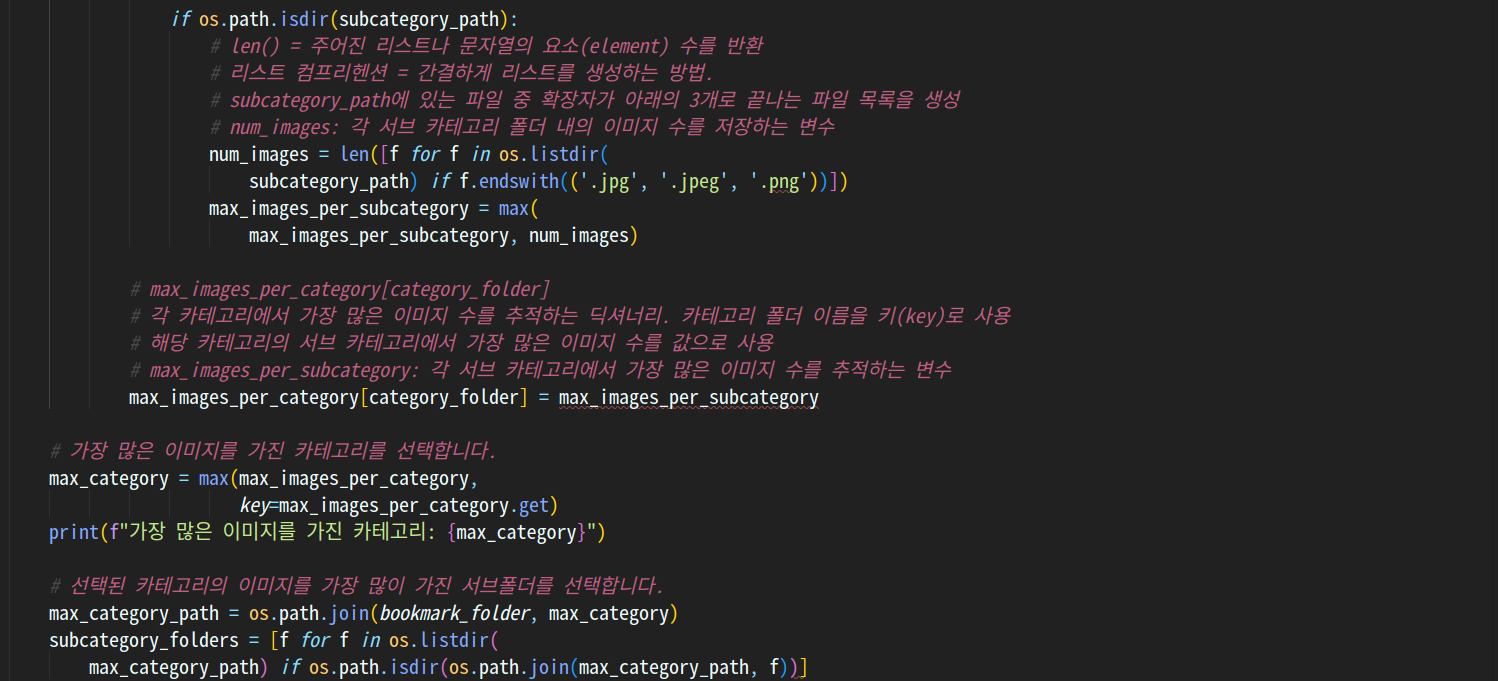 if os.path.isdir(subcategory_path):
# len() = 주어진 리스트나 문자열의 요소(element) 수를 반환
# 리스트 컴프리헨션 = 간결하게 리스트를 생성하는 방법.
# subcategory_path에 있는 파일 중 확장자가 아래의 3개로 끝나는 파일 목록을 생성
# num_images: 각 서브 카테고리 폴더 내의 이미지 수를 저장하는 변수
num_images = len([f for f in os.listdir(
subcategory_path) if f.endswith(('.jpg', '.jpeg', '.png'))])
max_images_per_subcategory = max(
max_images_per_subcategory, num_images)
# max_images_per_category[category_folder]
# 각 카테고리에서 가장 많은 이미지 수를 추적하는 딕셔너리. 카테고리 폴더 이름을 키(key)로 사용
# 해당 카테고리의 서브 카테고리에서 가장 많은 이미지 수를 값으로 사용
# max_images_per_subcategory: 각 서브 카테고리에서 가장 많은 이미지 수를 추적하는 변수
max_images_per_category[category_folder] = max_images_per_subcategory
# 가장 많은 이미지를 가진 카테고리를 선택합니다.
max_category = max(max_images_per_category,
key=max_images_per_category.get)
print(f"가장 많은 이미지를 가진 카테고리: {max_category}")
# 선택된 카테고리의 이미지를 가장 많이 가진 서브폴더를 선택합니다.
max_category_path = os.path.join(bookmark_folder, max_category)
subcategory_folders = [f for f in os.listdir(
max_category_path) if os.path.isdir(os.path.join(max_category_path, f))]